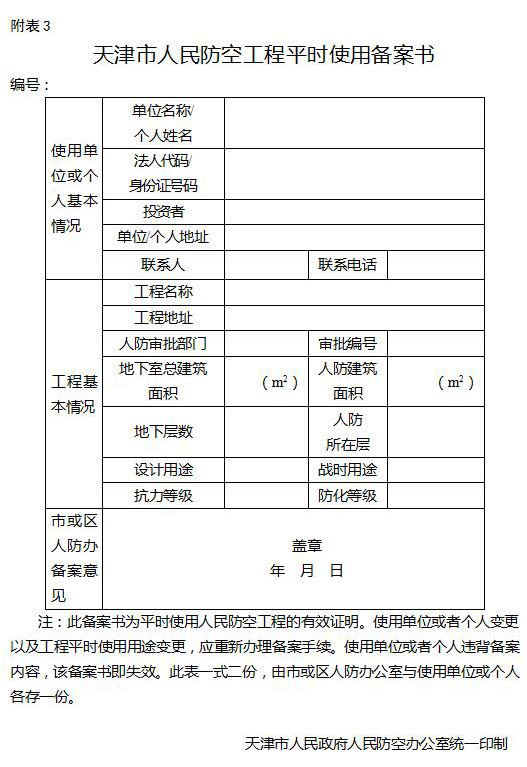 附表 3
天津市人民防空工程平时使用备案书
编号：
使用单
位或个
人基本
情况
单位名称/
个人姓名
法人代码/
身份证号码
投资者
单位/个人地址
联系人
联系电话
工程基
本情况
工程名称
工程地址
人防审批部门
审批编号
地下室总建筑
面积
（m²）
人防建筑
面积
（m²）
地下层数
人防
所在层
设计用途
战时用途
抗力等级
防化等级
市或区
人防办
备案意
见
盖章
年 月 日
注：此备案书为平时使用人民防空工程的有效证明。使用单位或者个人变更
以及工程平时使用用途变更，应重新办理备案手续。使用单位或者个人违背备案
内容，该备案书即失效。此表一式二份，由市或区人防办公室与使用单位或个人
各存一份。
天津市人民政府人民防空办公室统一印制